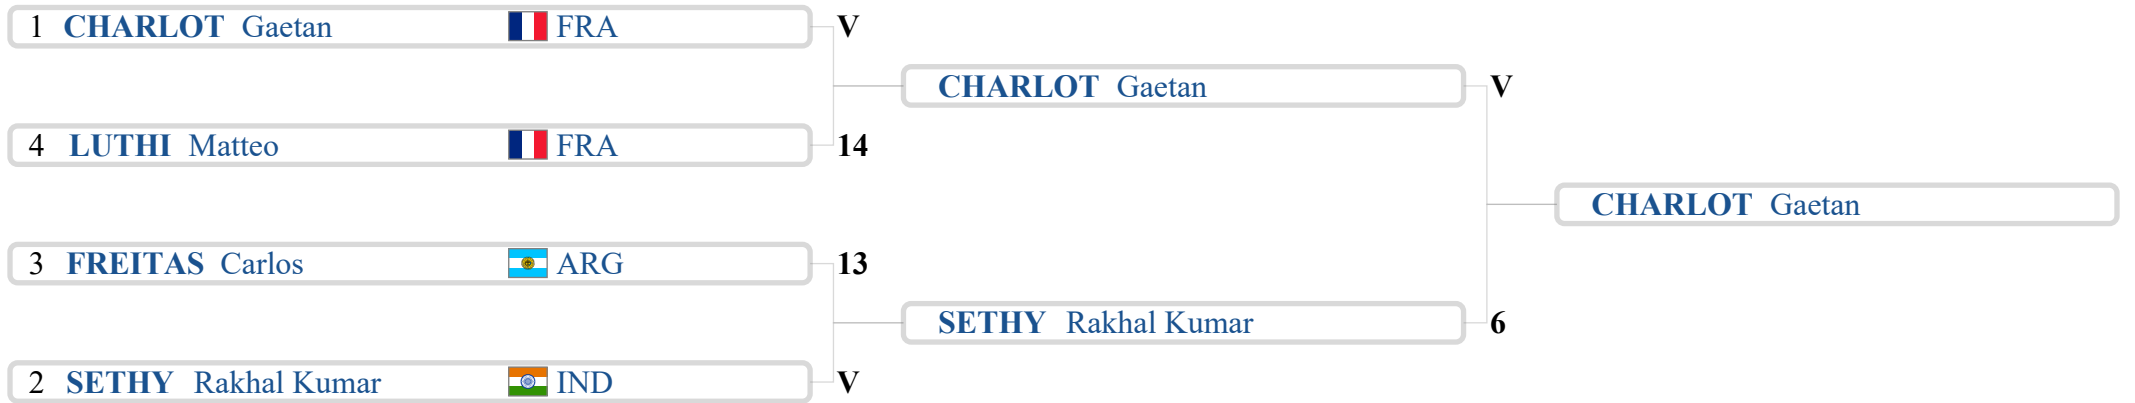 1 CHARLOT Gaetan FRA V
CHARLOT Gaetan V
4 LUTHI Matteo FRA 14
CHARLOT Gaetan
3 FREITAS Carlos ARG 13
SETHY Rakhal Kumar 6
2 SETHY Rakhal Kumar IND V